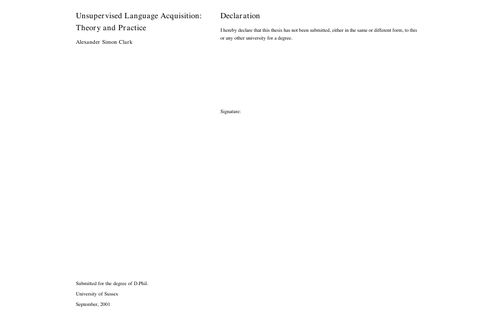 Unsupervised Language Acquisition:
Theory and Practice
Alexander Simon Clark
Submitted for the degree of D.Phil.
University of Sussex
September, 2001
Declaration
I hereby declare that this thesis has not been submitted, either in the same or different form, to this
or any other university for a degree.
Signature: